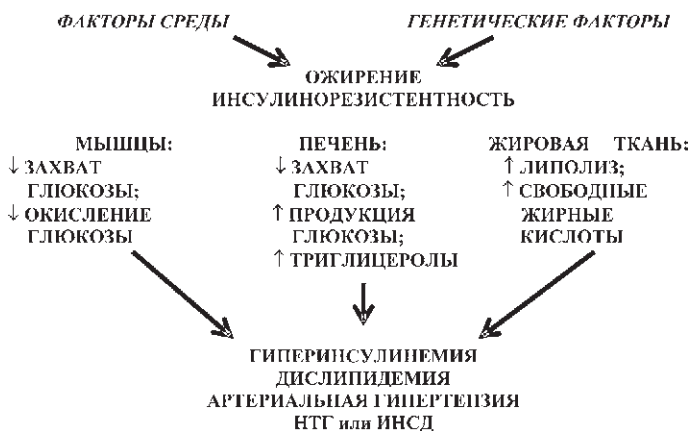 ФАКТОРЫ СРЕДЫ
ГЕНЕТИЧЕСКИЕ ФАКТОРЫ
ОЖИРЕНИЕ
ИНСУЛИНОРЕЗИСТЕНТНОСТЬ
МЫШЦЫ:
↓ ЗАХВАТ
ГЛЮКОЗЫ;
↓ ОКИСЛЕНИЕ
ГЛЮКОЗЫ
ПЕЧЕНЬ:
↓ ЗАХВАТ
ГЛЮКОЗЫ;
↑ ПРОДУКЦИЯ
ГЛЮКОЗЫ;
↑ ТРИГЛИЦЕРОЛЫ
ЖИРОВАЯ ТКАНЬ:
↑ ЛИПОЛИЗ;
↑ СВОБОДНЫЕ
ЖИРНЫЕ
КИСЛОТЫ
ГИПЕРИНСУЛИНЕМИЯ
ДИСЛИПИДЕМИЯ
АРТЕРИАЛЬНАЯ ГИПЕРТЕПЗИЯ
НТГ или ИНСД